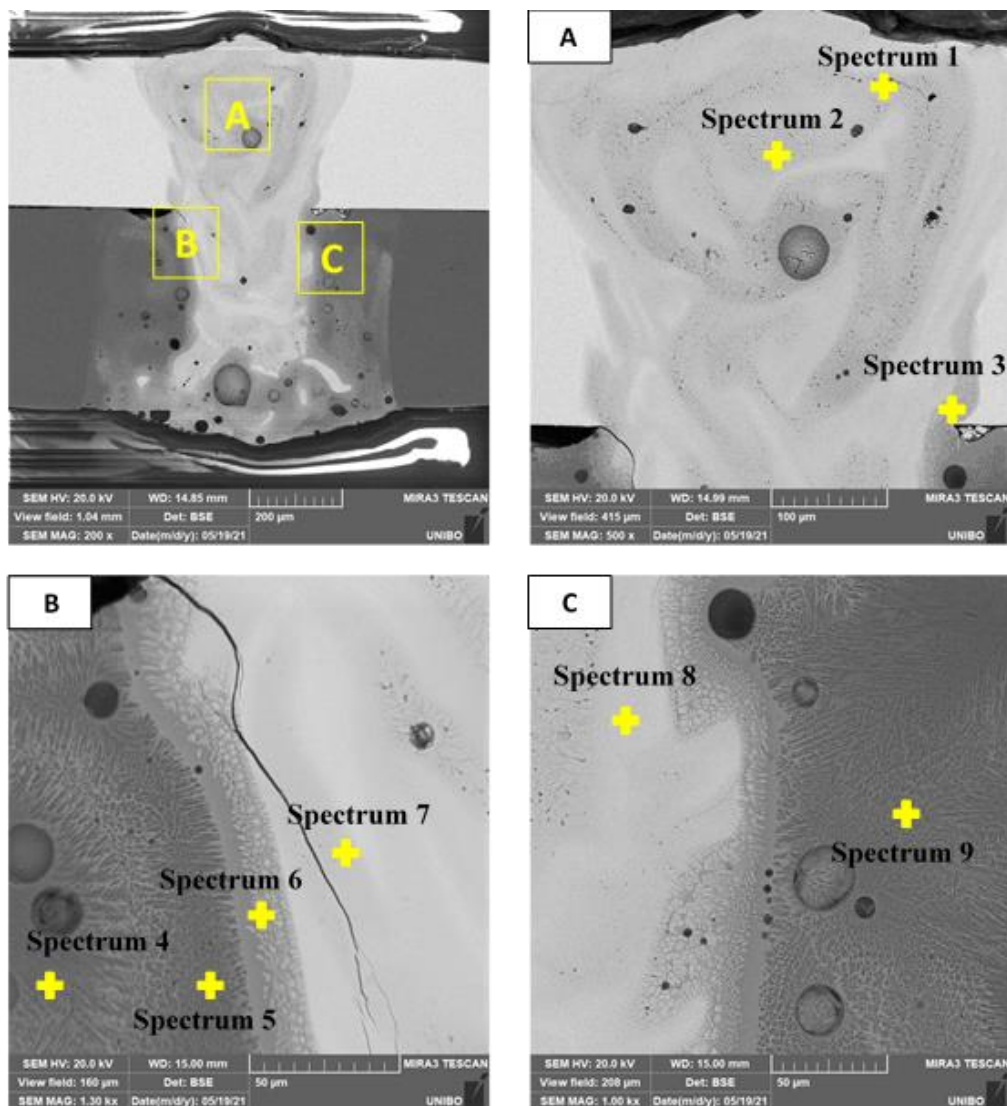 A
B
C
SEM HV: 20.0 kV WD: 14.85 mm MIRA3 TESCAN
View field: 1.04 mm Det: BSE 200 µm
SEM MAG: 200 x Date(m/d/y): 05/19/21 UNIBO
A
Spectrum 1
Spectrum 2
Spectrum 3
SEM HV: 20.0 kV WD: 14.99 mm MIRA3 TESCAN
View field: 415 µm Det: BSE 100 µm
SEM MAG: 500 x Date(m/d/y): 05/19/21 UNIBO
B
Spectrum 7
Spectrum 6
Spectrum 4
Spectrum 5
SEM HV: 20.0 kV WD: 15.00 mm MIRA3 TESCAN
View field: 160 µm Det: BSE 50 µm
SEM MAG: 1.30 kx Date(m/d/y): 05/19/21 UNIBO
C
Spectrum 8
Spectrum 9
SEM HV: 20.0 kV WD: 15.00 mm MIRA3 TESCAN
View field: 208 µm Det: BSE 50 µm
SEM MAG: 1.00 kx Date(m/d/y): 05/19/21 UNIBO